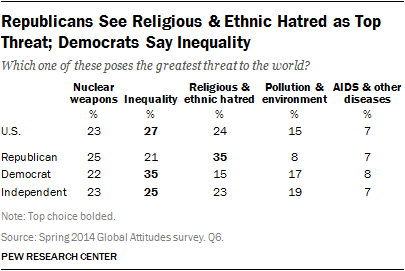 Republicans See Religious & Ethnic Hatred as Top
Threat; Democrats Say Inequality
Which one of these poses the greatest threat to the world?
Nuclear weapons Inequality Religious & ethnic hatred Pollution & environment AIDS & other diseases
% % % % %
U.S. 23 27 24 15 7
Republican 25 21 35 8 7
Democrat 22 35 15 17 8
Independent 23 25 23 19 7
Note: Top choice bolded.
Source: Spring 2014 Global Attitudes survey. Q6.
PEW RESEARCH CENTER